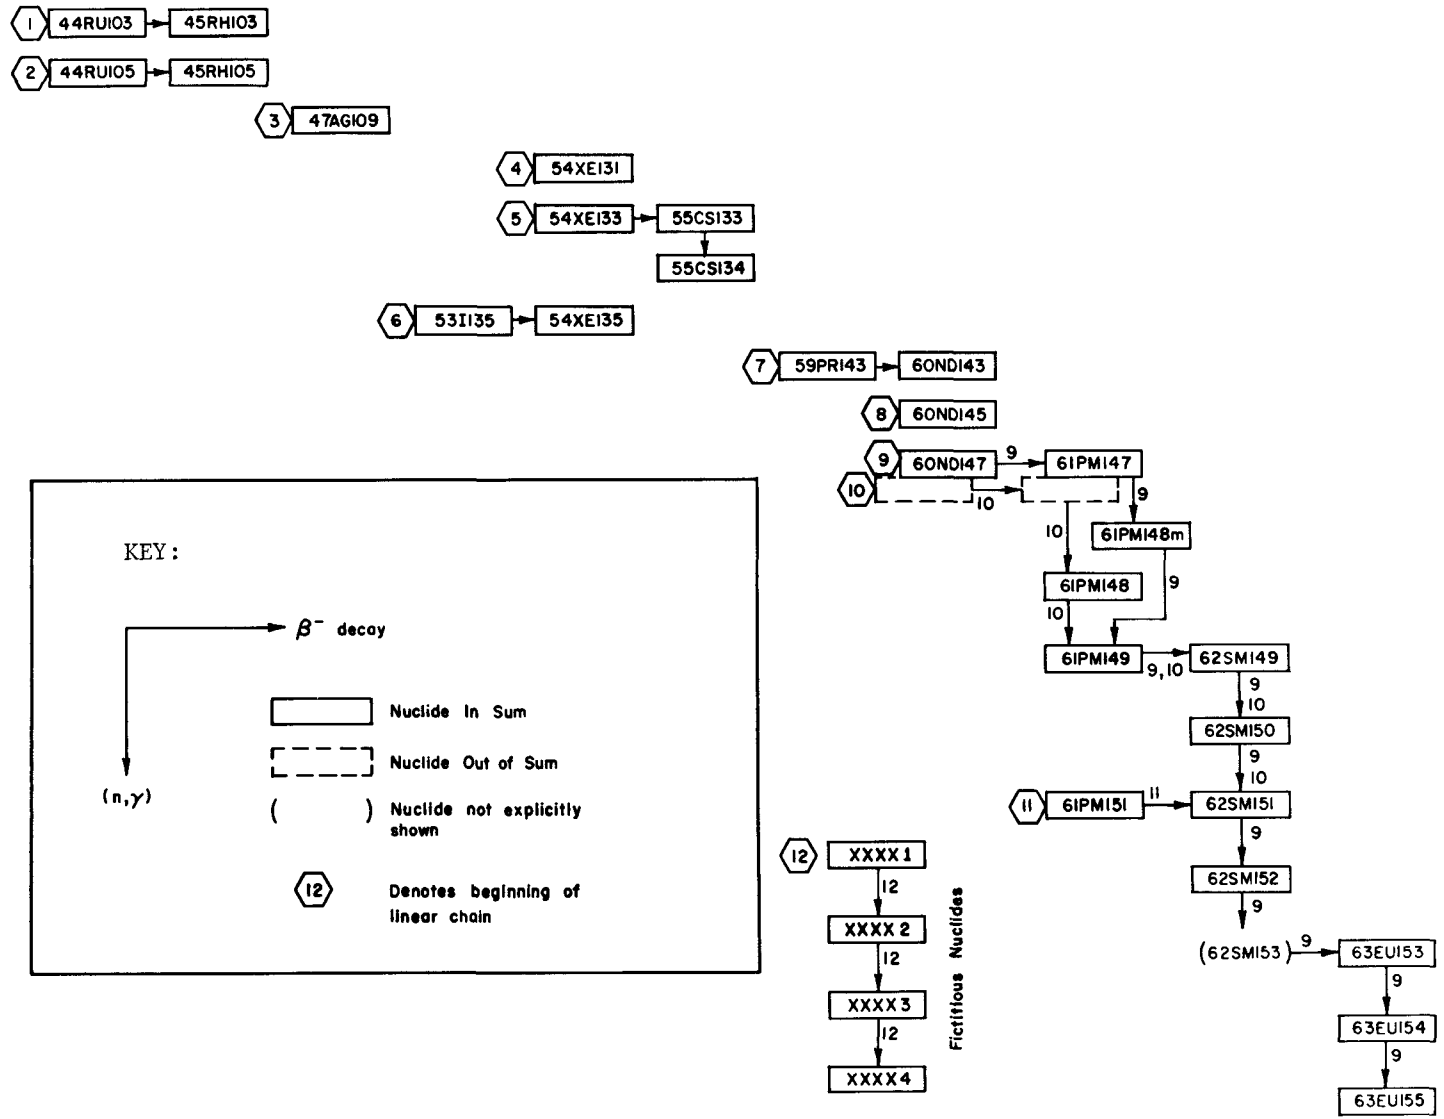 1 44RU103 45RH103
2 44RU105 45RH105
3 47AG109
4 54XE131
5 54XE133 55CS133
55CS134
6 53I135 54XE135
7 59PR143 60ND143
8 60ND145
9 60ND147 9 61PM147
10 10 9
10 61PM148m
61PM148 9
10
61PM149 9,10 62SM149
9
10
62SM150
9
10
11 61PM151 11 62SM151
9
62SM152
9
(62SM153) 9 63EU153
9
63EU154
9
63EU155
12 XXXX1
12
XXXX2
12
XXXX3
12
XXXX4
Fictitious Nuclides
KEY:
β⁻ decay
(n,γ)
Nuclide In Sum
Nuclide Out of Sum
( ) Nuclide not explicitly
shown
12 Denotes beginning of
linear chain